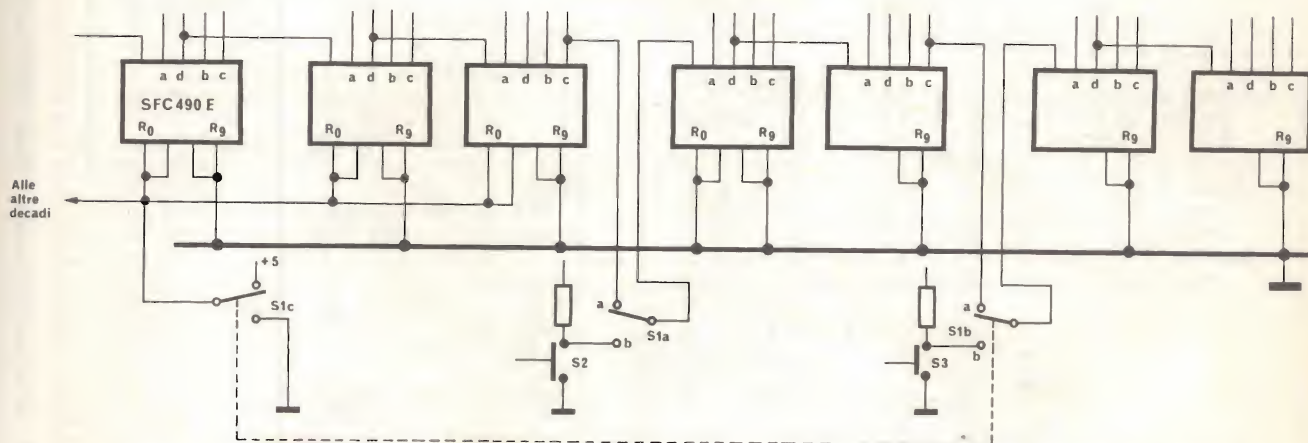 a d b c
a d b c
a d b c
a d b c
a d b c
a d b c
a d b c
SFC 490 E
R0 R9
R0 R9
R0 R9
R0 R9
R9
R9
R9
Alle
altre
decadi
+5
S1c
a
b
S1a
S2
a
S1b
b
S3